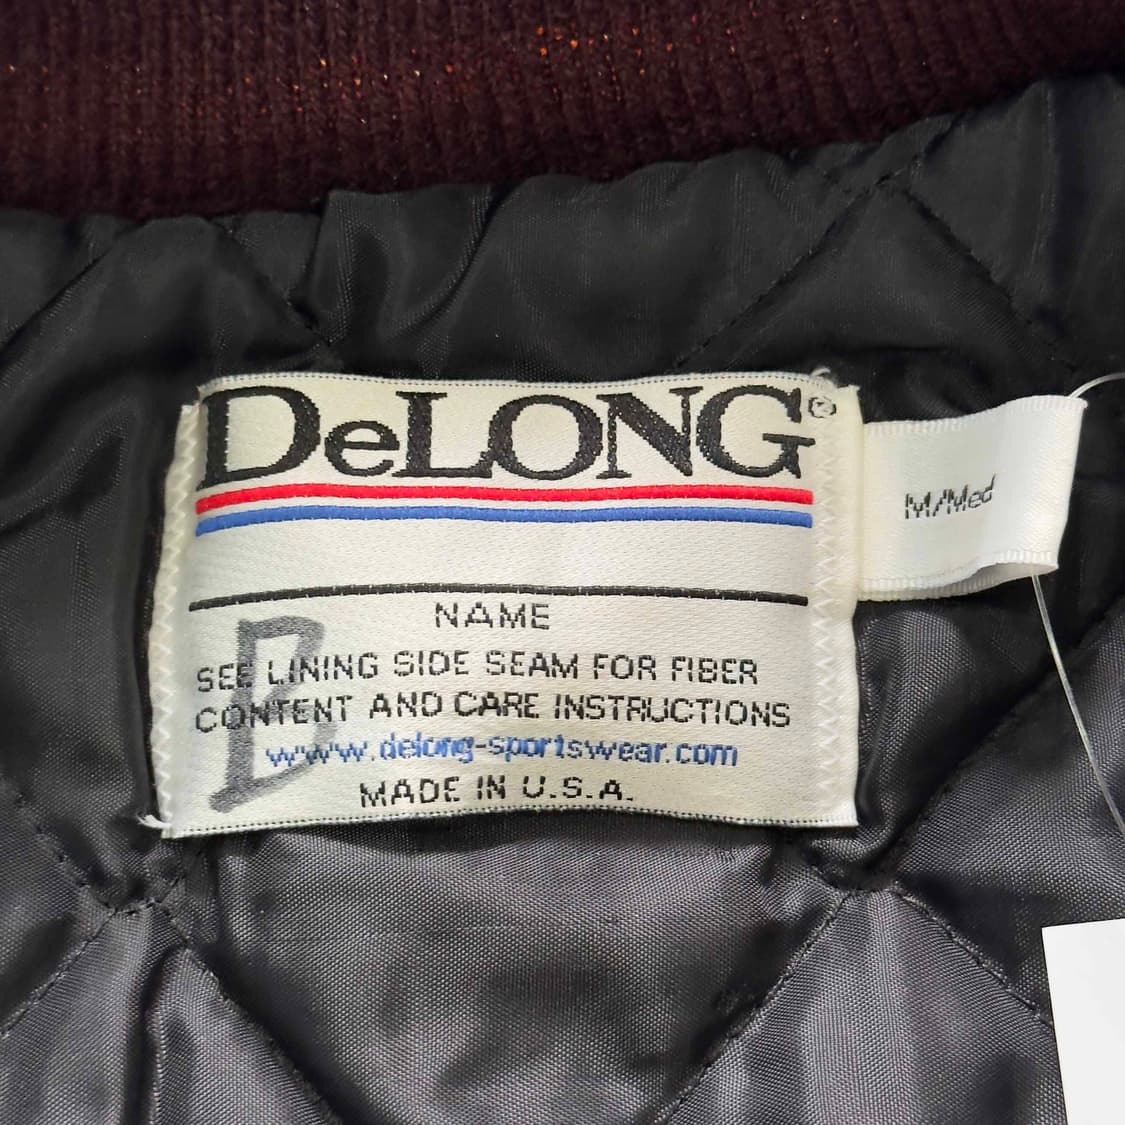 DeLONG®
M/Med
NAME
SEE LINING SIDE SEAM FOR FIBER
CONTENT AND CARE INSTRUCTIONS
www.delong-sportswear.com
MADE IN U.S.A.
B